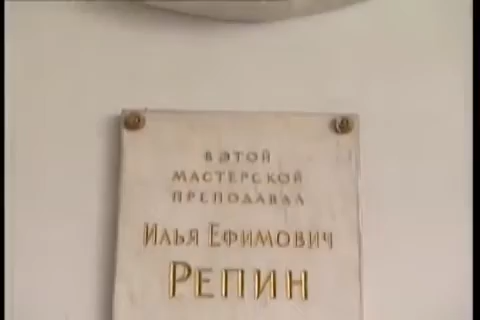 В ЭТОЙ
МАСТЕРСКОЙ
ПРЕПОДАВАЛ
ИЛЬЯ ЕФИМОВИЧ
РЕПИН